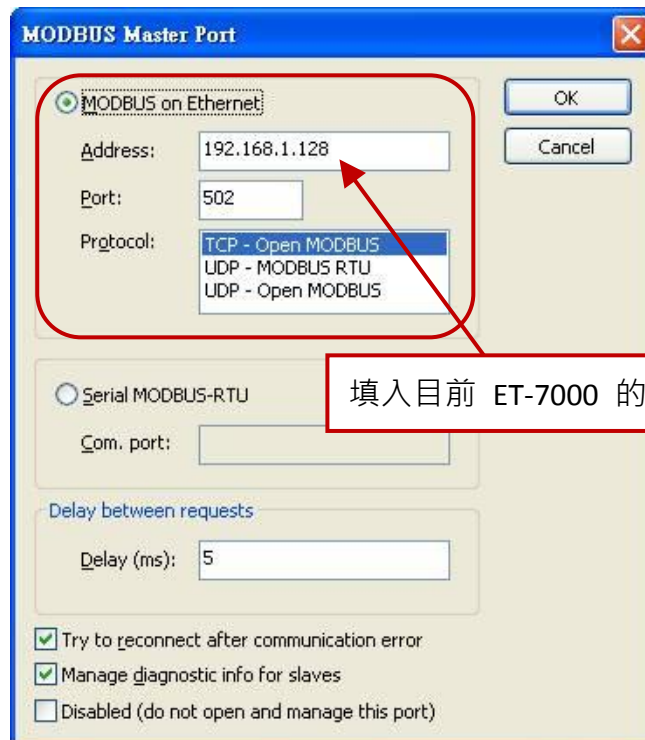 MODBUS Master Port
MODBUS on Ethernet
OK
Address: 192.168.1.128
Cancel
Port: 502
Protocol: TCP - Open MODBUS
UDP - MODBUS RTU
UDP - Open MODBUS
填入目前 ET-7000 的
Serial MODBUS-RTU
Com. port:
Delay between requests
Delay (ms): 5
Try to reconnect after communication error
Manage diagnostic info for slaves
Disabled (do not open and manage this port)